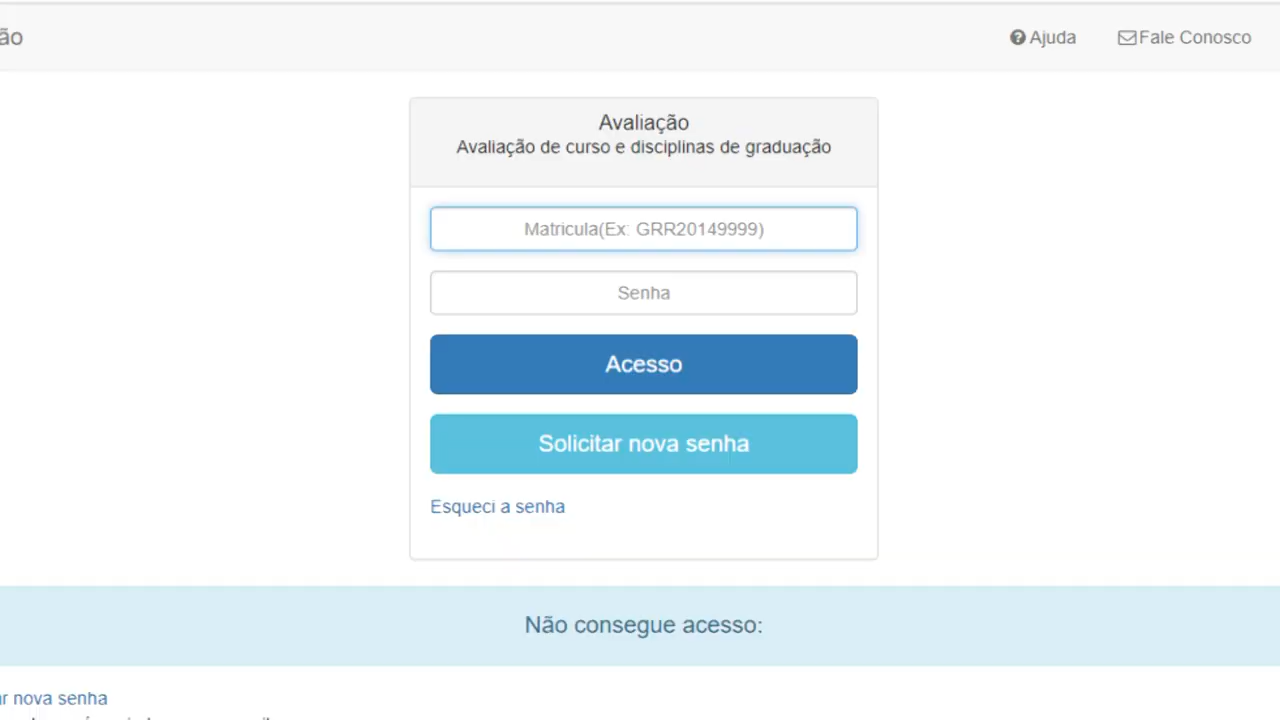 ão
Ajuda
Fale Conosco
Avaliação
Avaliação de curso e disciplinas de graduação
Matricula(Ex: GRR20149999)
Senha
Acesso
Solicitar nova senha
Esqueci a senha
Não consegue acesso:
ar nova senha